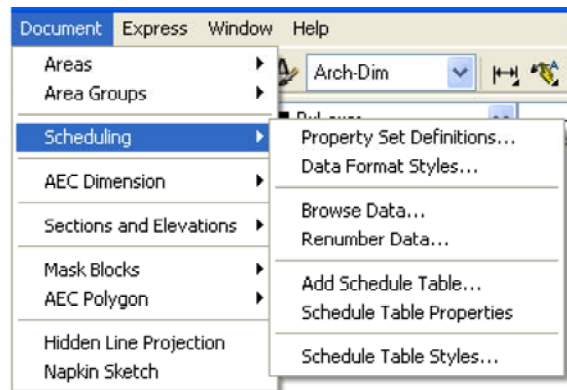 Document Express Window Help
Areas
Area Groups
Scheduling
AEC Dimension
Sections and Elevations
Mask Blocks
AEC Polygon
Hidden Line Projection
Napkin Sketch
Arch-Dim
Property Set Definitions...
Data Format Styles...
Browse Data...
Renumber Data...
Add Schedule Table...
Schedule Table Properties
Schedule Table Styles...